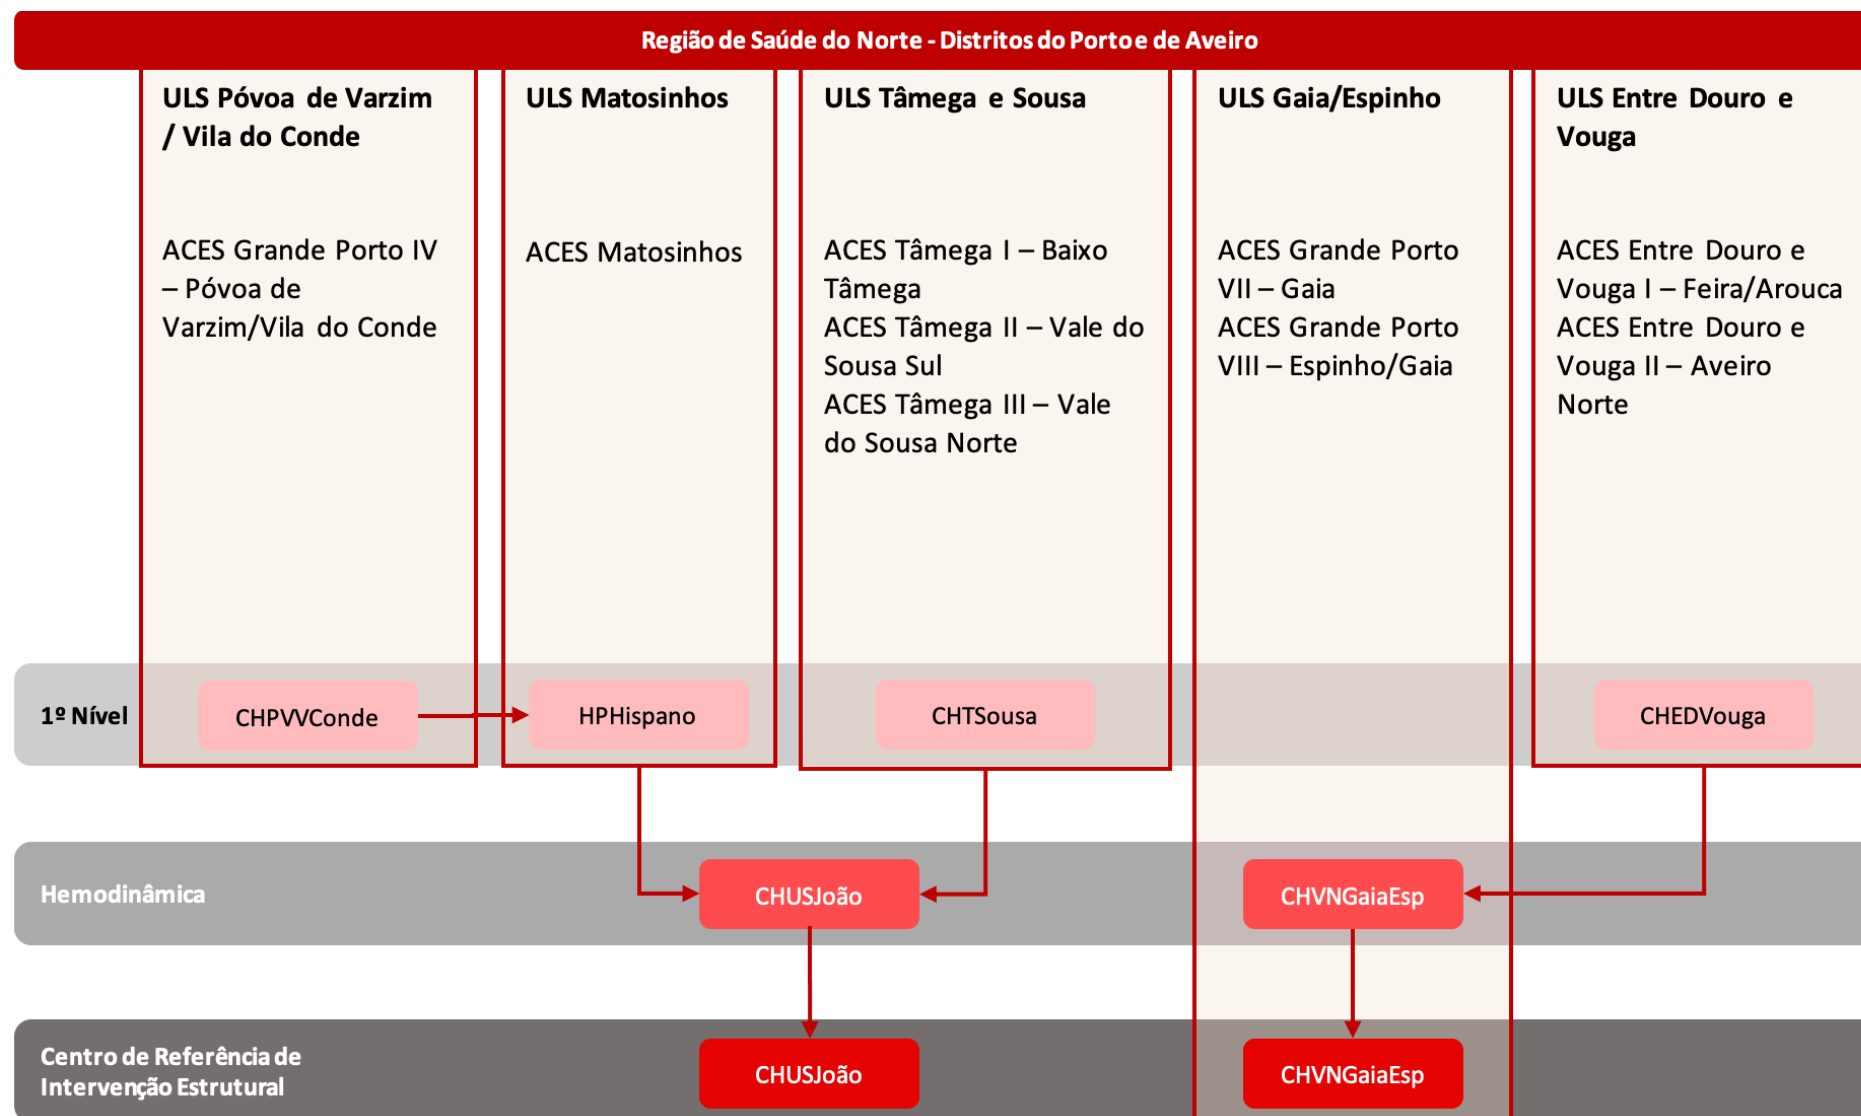 Região de Saúde do Norte - Distritos do Porto e de Aveiro
ULS Póvoa de Varzim
/ Vila do Conde
ACES Grande Porto IV
– Póvoa de
Varzim/Vila do Conde
ULS Matosinhos
ACES Matosinhos
ULS Tâmega e Sousa
ACES Tâmega I – Baixo
Tâmega
ACES Tâmega II – Vale do
Sousa Sul
ACES Tâmega III – Vale
do Sousa Norte
ULS Gaia/Espinho
ACES Grande Porto
VII – Gaia
ACES Grande Porto
VIII – Espinho/Gaia
ULS Entre Douro e
Vouga
ACES Entre Douro e
Vouga I – Feira/Arouca
ACES Entre Douro e
Vouga II – Aveiro
Norte
1º Nível
CHPVVConde
HPHispano
CHTSousa
CHEDVouga
Hemodinâmica
CHUSJoão
CHVNGaiaEsp
Centro de Referência de
Intervenção Estrutural
CHUSJoão
CHVNGaiaEsp